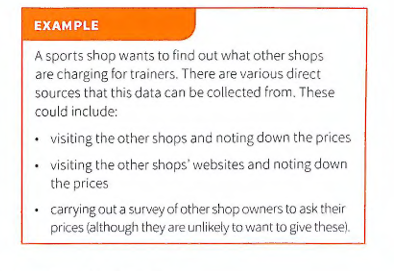 EXAMPLE
A sports shop wants to find out what other shops
are charging for trainers. There are various direct
sources that this data can be collected from. These
could include:
• visiting the other shops and noting down the prices
• visiting the other shops' websites and noting down
the prices
• carrying out a survey of other shop owners to ask their
prices (although they are unlikely to want to give these).